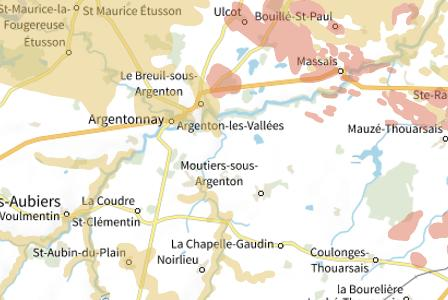 St-Maurice-la-
Fougereuse
St Maurice Étusson
Étusson
Ulcot
Bouillé-St-Paul
Massais
Le Breuil-sous-
Argenton
Argentonnay
Argenton-les-Vallées
Mauzé-Thouarsais
Moutiers-sous-
Argenton
s-Aubiers
Voulmentin
La Coudre
St-Clémentin
St-Aubin-du-Plain
La Chapelle-Gaudin
Noirlieu
Coulonges-
Thouarsais
la Bourelière